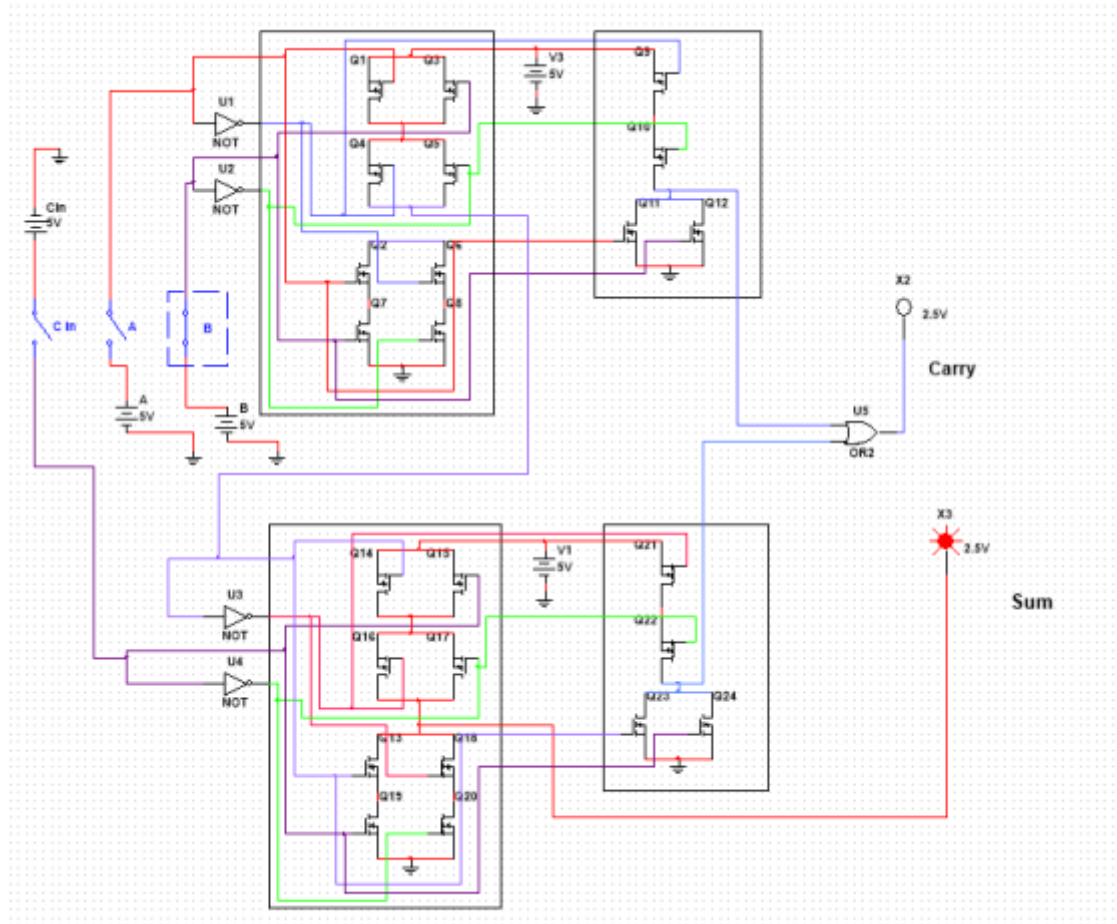 Q1
Q3
V3
5V
Q9
U1
NOT
Q10
Q4
Q5
U2
NOT
Cin
5V
Q11
Q12
Q2
Q6
X2
2.5V
Q7
Q8
C in
A
B
Carry
A
5V
B
5V
U5
OR2
X3
2.5V
Q14
Q15
V1
5V
Q21
U3
NOT
Sum
Q16
Q17
Q22
U4
NOT
Q23
Q24
Q13
Q18
Q19
Q20